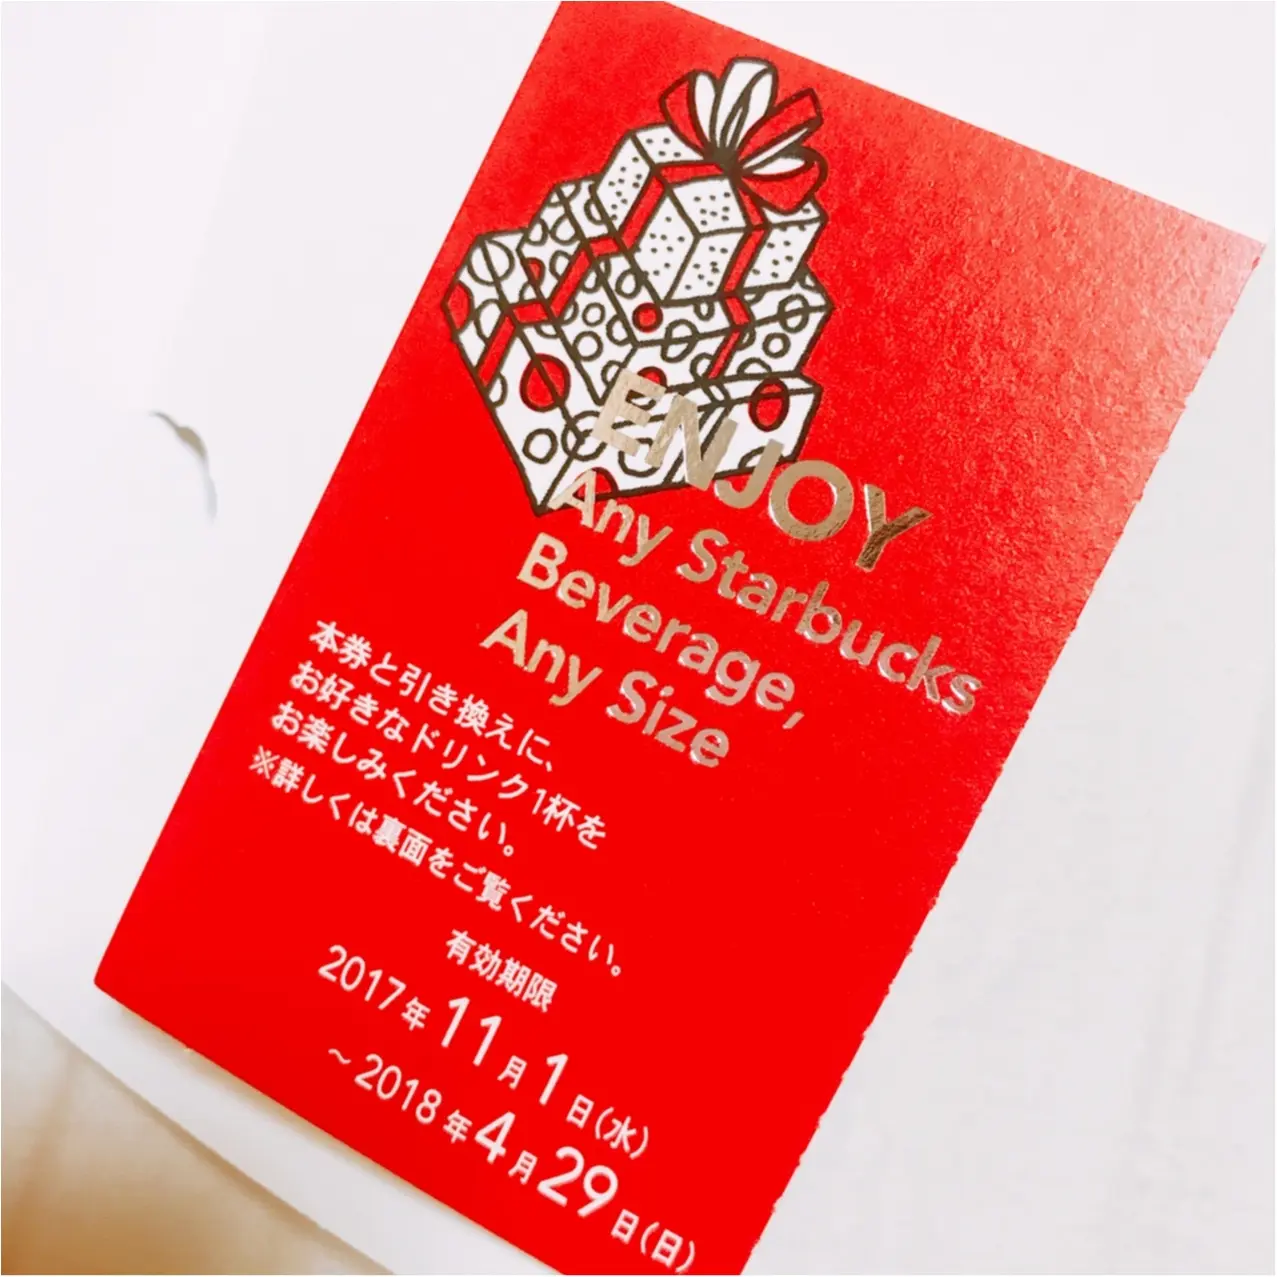 ENJOY
Any Starbucks
Beverage,
Any Size
本券と引き換えに、
お好きなドリンク1杯を
お楽しみください。
※詳しくは裏面をご覧ください。
有効期限
2017年11月1日(水)
~2018年4月29日(日)